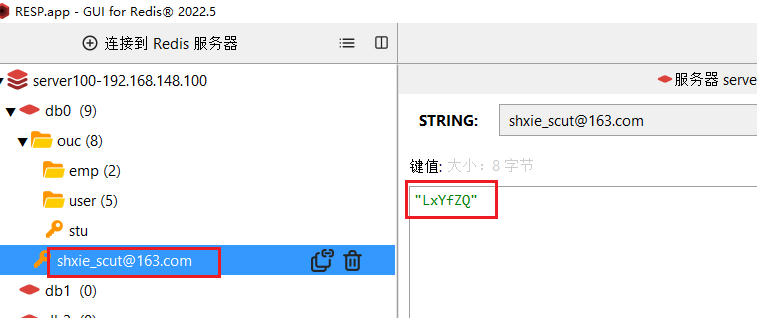 RESP.app - GUI for Redis® 2022.5
连接到 Redis 服务器
server100-192.168.148.100
服务器 serve
db0 (9)
STRING:
shxie_scut@163.com
ouc (8)
键值: 大小：8 字节
emp (2)
user (5)
"LxYfZQ"
stu
shxie_scut@163.com
db1 (0)